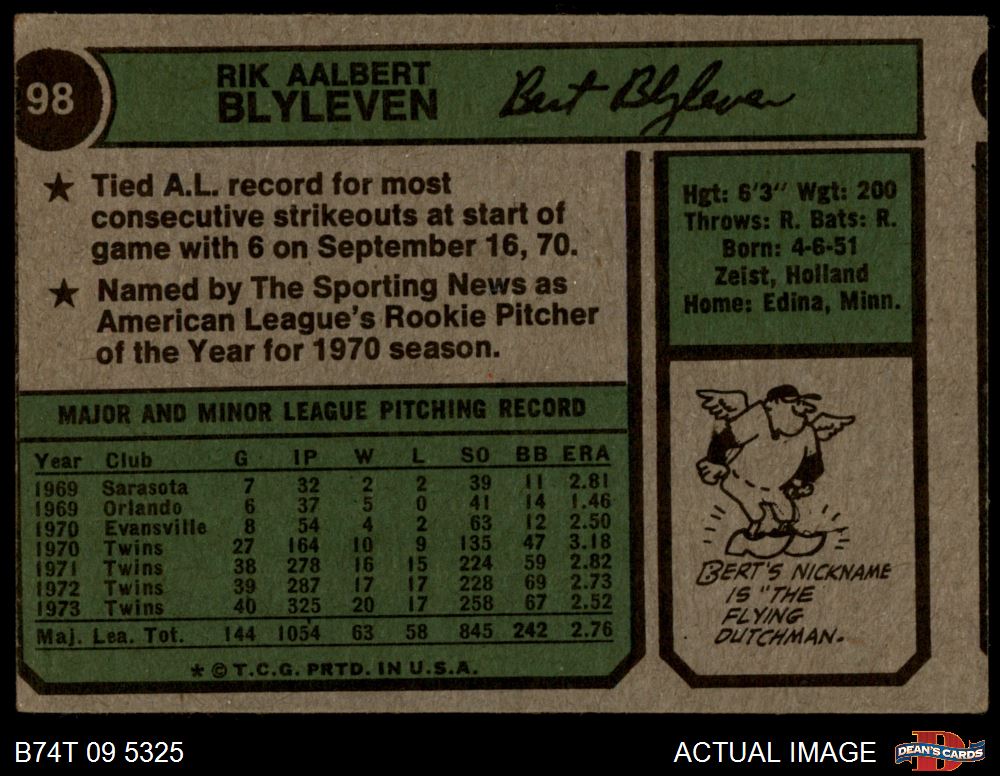 98
RIK AALBERT
BLYLEVEN
Bert Blyleven
★ Tied A.L. record for most
consecutive strikeouts at start of
game with 6 on September 16, 70.
★ Named by The Sporting News as
American League's Rookie Pitcher
of the Year for 1970 season.
Hgt: 6'3" Wgt: 200
Throws: R. Bats: R.
Born: 4-6-51
Zeist, Holland
Home: Edina, Minn.
MAJOR AND MINOR LEAGUE PITCHING RECORD
Year Club G IP W L SO BB ERA
1969 Sarasota 7 32 2 2 39 11 2.81
1969 Orlando 6 37 5 0 41 14 1.46
1970 Evansville 8 54 4 2 63 12 2.50
1970 Twins 27 164 10 9 135 47 3.18
1971 Twins 38 278 16 15 224 59 2.82
1972 Twins 39 287 17 17 228 69 2.73
1973 Twins 40 325 20 17 258 67 2.52
Maj. Lea. Tot. 144 1054 63 58 845 242 2.76
* © T.C.G. PRTD. IN U.S.A.
BERT'S NICKNAME
IS "THE
FLYING
DUTCHMAN.
B74T 09 5325
ACTUAL IMAGE
D
DEAN'S CARDS